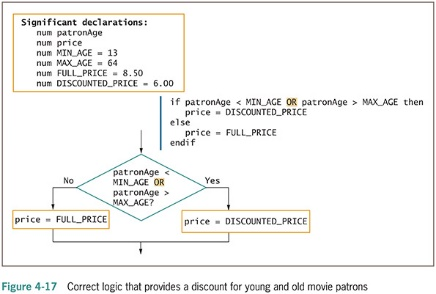 Significant declarations:
num patronAge
num price
num MIN_AGE = 13
num MAX_AGE = 64
num FULL_PRICE = 8.50
num DISCOUNTED_PRICE = 6.00
if patronAge < MIN_AGE OR patronAge > MAX_AGE then
price = DISCOUNTED_PRICE
else
price = FULL_PRICE
endif
No
patronAge <
MIN_AGE OR
patronAge >
MAX_AGE?
Yes
price = FULL_PRICE
price = DISCOUNTED_PRICE
Figure 4-17 Correct logic that provides a discount for young and old movie patrons